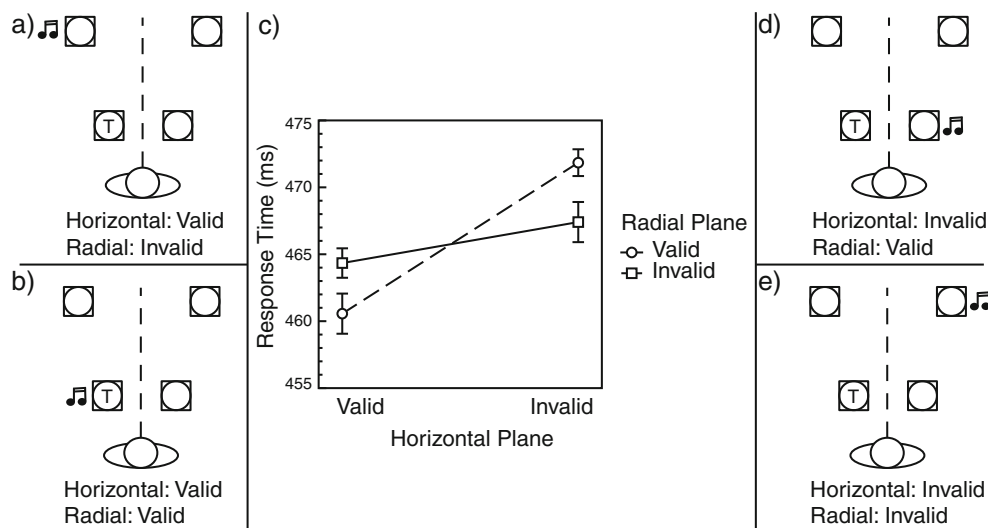 a)
T
Horizontal: Valid
Radial: Invalid
b)
T
Horizontal: Valid
Radial: Valid
c)
475
470
465
460
455
Response Time (ms)
Valid
Invalid
Horizontal Plane
Radial Plane
Valid
Invalid
d)
T
Horizontal: Invalid
Radial: Valid
e)
T
Horizontal: Invalid
Radial: Invalid